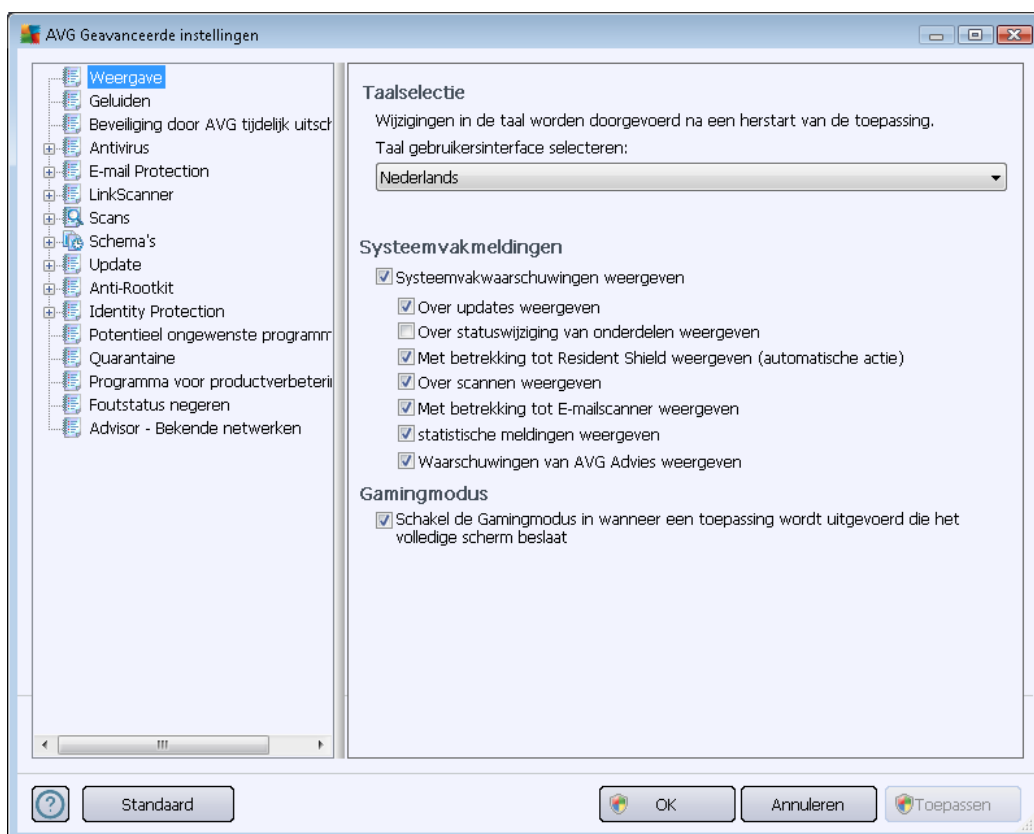 AVG Geavanceerde instellingen
Weergave
Geluiden
Beveiliging door AVG tijdelijk uitsch
Antivirus
E-mail Protection
LinkScanner
Scans
Schema's
Update
Anti-Rootkit
Identity Protection
Potentieel ongewenste programm
Quarantaine
Programma voor productverbeterin
Foutstatus negeren
Advisor - Bekende netwerken
Taalselectie
Wijzigingen in de taal worden doorgevoerd na een herstart van de toepassing.
Taal gebruikersinterface selecteren:
Nederlands
Systeemvakmeldingen
Systeemvakwaarschuwingen weergeven
Over updates weergeven
Over statuswijziging van onderdelen weergeven
Met betrekking tot Resident Shield weergeven (automatische actie)
Over scannen weergeven
Met betrekking tot E-mailscanner weergeven
statistische meldingen weergeven
Waarschuwingen van AVG Advies weergeven
Gamingmodus
Schakel de Gamingmodus in wanneer een toepassing wordt uitgevoerd die het
volledige scherm beslaat
Standaard
OK
Annuleren
Toepassen